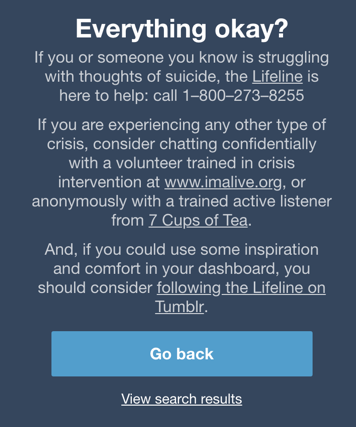 Everything okay?
If you or someone you know is struggling
with thoughts of suicide, the Lifeline is
here to help: call 1–800–273–8255
If you are experiencing any other type of
crisis, consider chatting confidentially
with a volunteer trained in crisis
intervention at www.imalive.org, or
anonymously with a trained active listener
from 7 Cups of Tea.
And, if you could use some inspiration
and comfort in your dashboard, you
should consider following the Lifeline on
Tumblr.
Go back
View search results